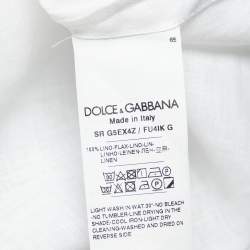 65
DOLCE & GABBANA
Made in Italy
SR G5EX4Z / FU4IK G
100% LINO-FLAX-LINO-LIN-
LINHO-LEINEN-
LINEN
LIGHT WASH IN WAT.30°-NO BLEACH
NO TUMBLER-LINE DRYING IN THE
SHADE-COOL IRON-LIGHT DRY
CLEANING-WASHED AND DRIED ON
REVERSE SIDE